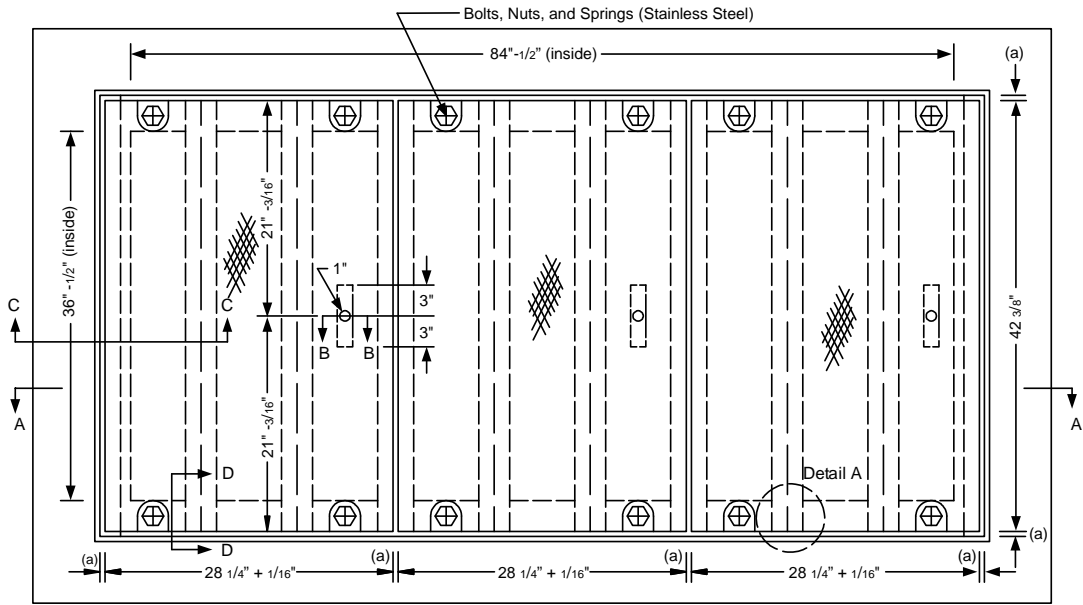 Bolts, Nuts, and Springs (Stainless Steel)
84"-1/2" (inside)
(a)
36" -1/2" (inside)
21" -3/16"
1"
C
C
3"
3"
B
B
42 3/8"
A
A
21" -3/16"
D
Detail A
D
(a)
(a)
(a)
(a)
(a)
28 1/4" + 1/16"
28 1/4" + 1/16"
28 1/4" + 1/16"